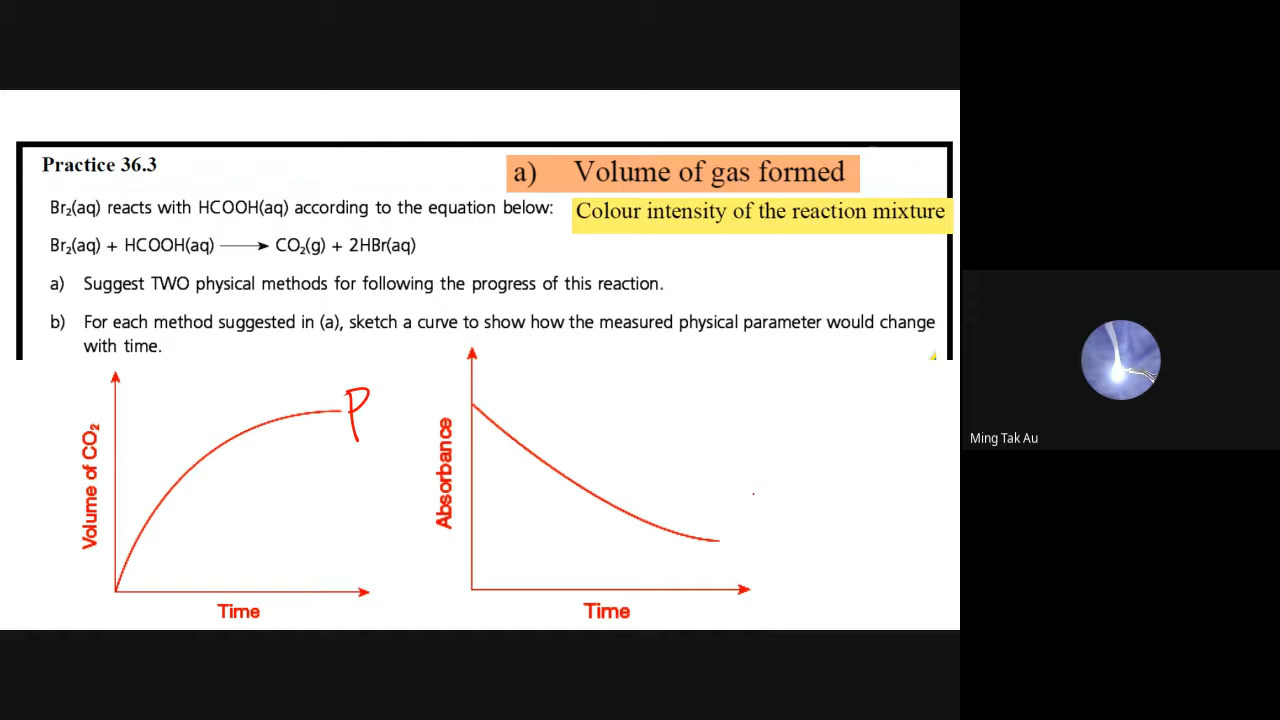 Practice 36.3
a) Volume of gas formed
Br₂(aq) reacts with HCOOH(aq) according to the equation below:
Colour intensity of the reaction mixture
Br₂(aq) + HCOOH(aq) ⟶ CO₂(g) + 2HBr(aq)
a) Suggest TWO physical methods for following the progress of this reaction.
b) For each method suggested in (a), sketch a curve to show how the measured physical parameter would change
with time.
Volume of CO₂
P
Time
Absorbance
Time
Ming Tak Au